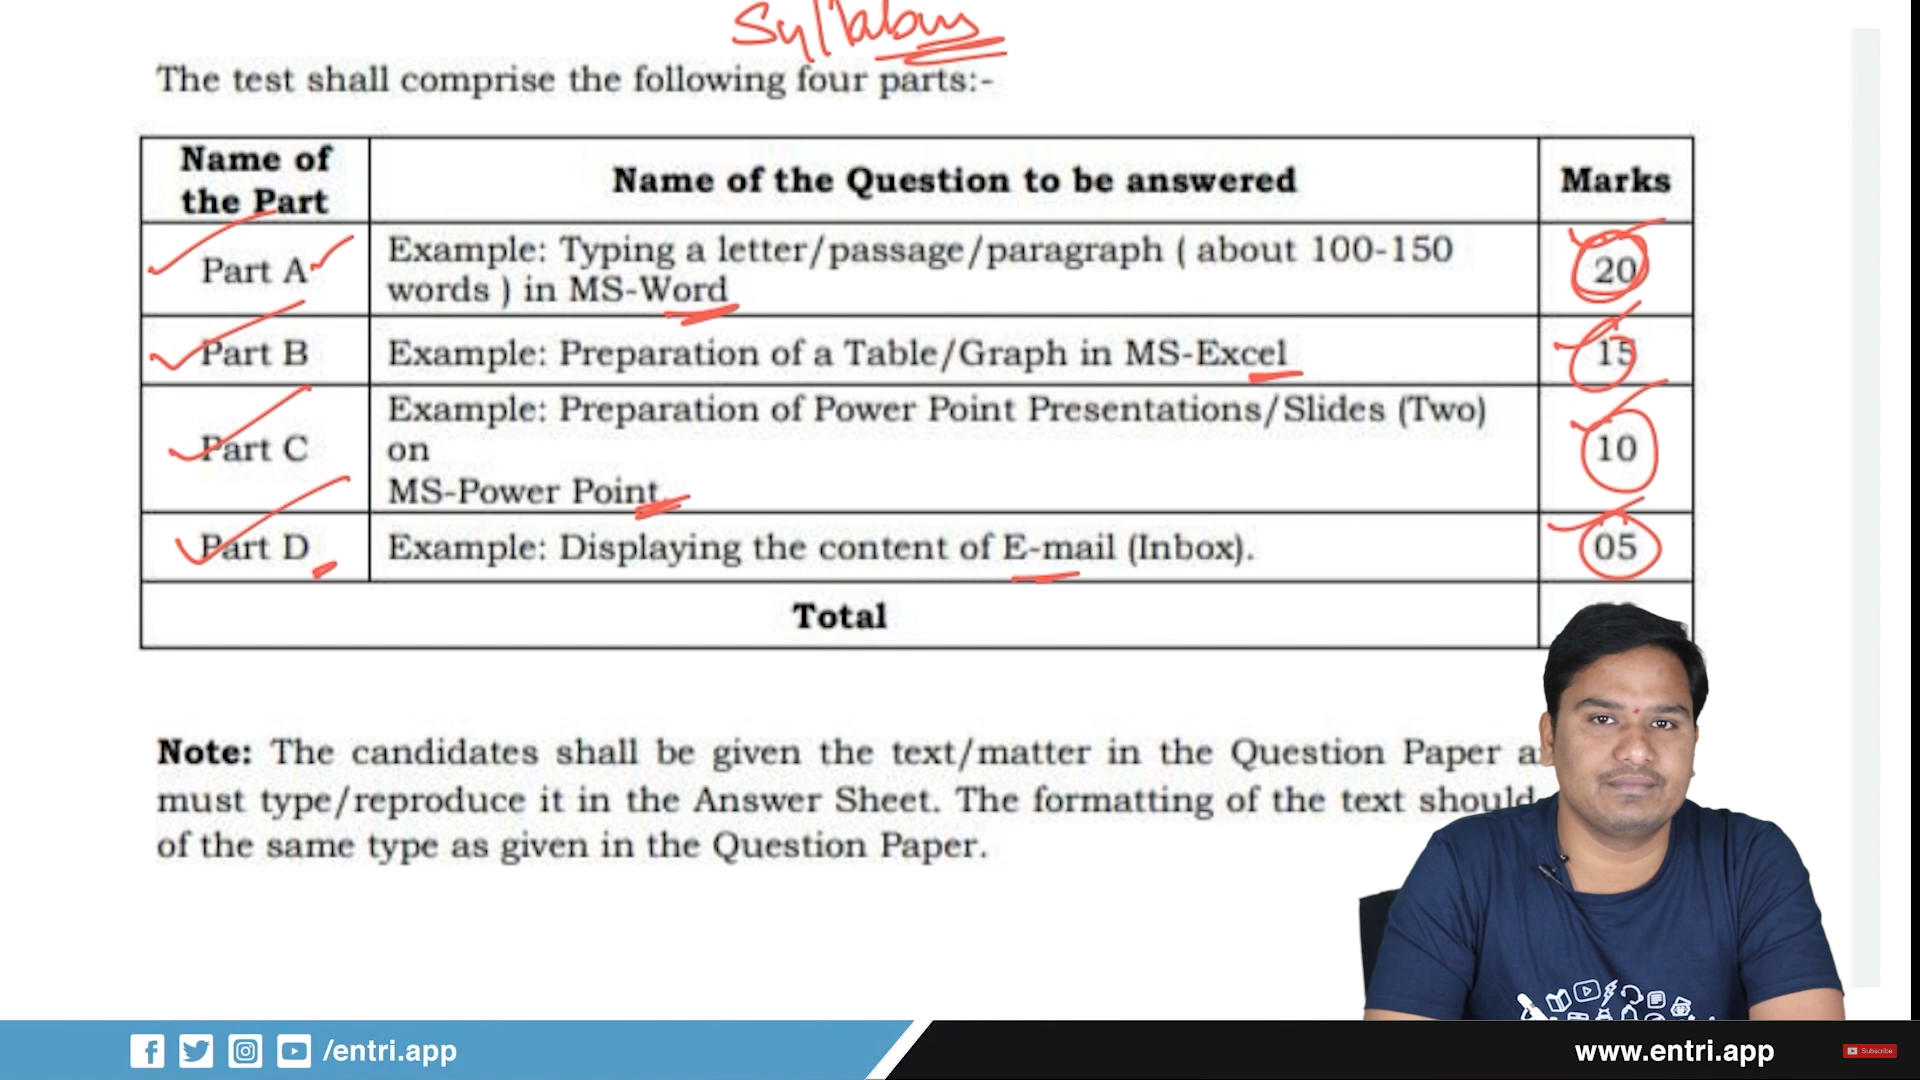 Syllabus
The test shall comprise the following four parts:-
Name of
the Part
Name of the Question to be answered
Marks
Part A
Example: Typing a letter/passage/paragraph ( about 100-150
words ) in MS-Word
20
Part B
Example: Preparation of a Table/Graph in MS-Excel
15
Part C
Example: Preparation of Power Point Presentations/Slides (Two)
on
MS-Power Point.
10
Part D
Example: Displaying the content of E-mail (Inbox).
05
Total
Note: The candidates shall be given the text/matter in the Question Paper
must type/reproduce it in the Answer Sheet. The formatting of the text should
of the same type as given in the Question Paper.
/entri.app
www.entri.app
Subscribe